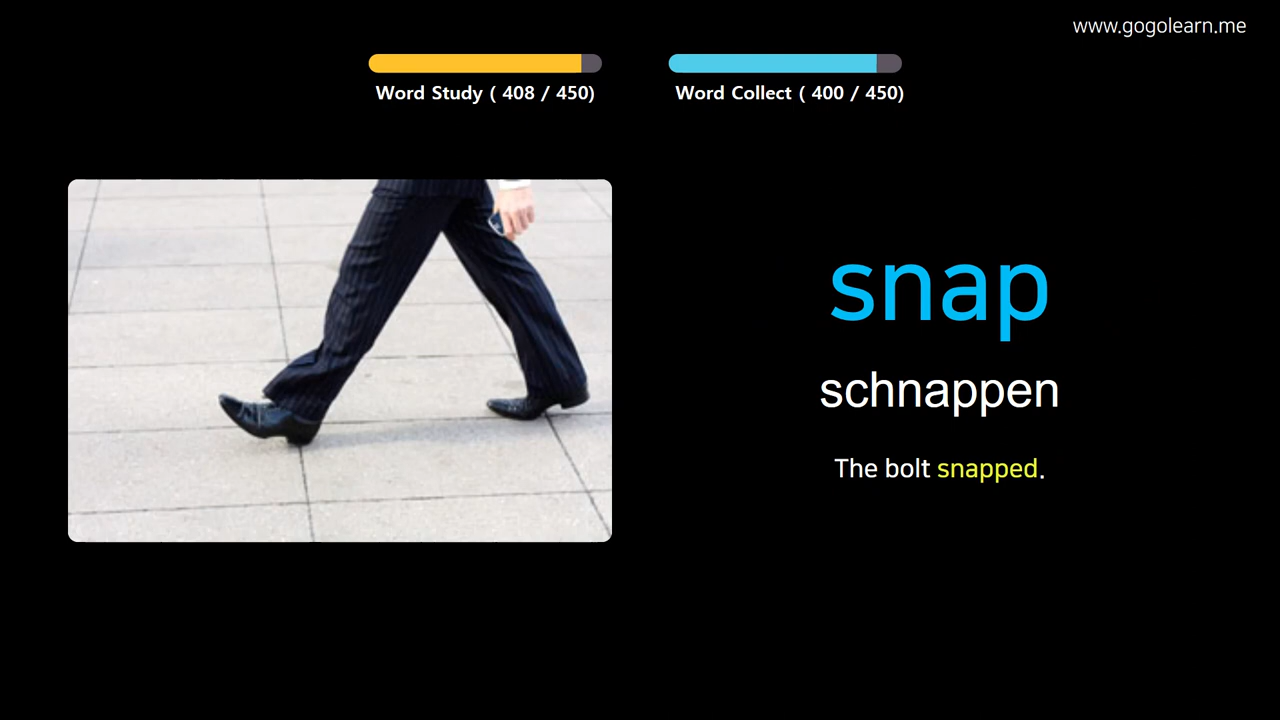 www.gogolearn.me
Word Study ( 408 / 450)
Word Collect ( 400 / 450)
snap
schnappen
The bolt snapped.